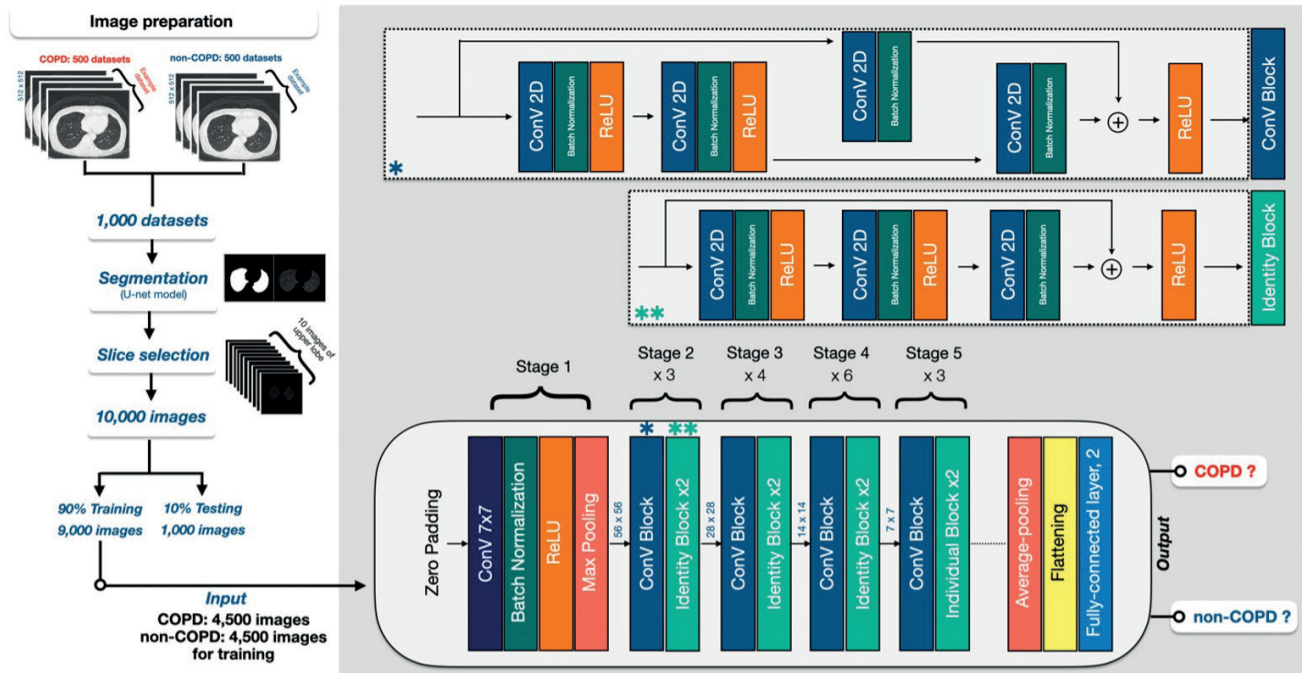 Image preparation
COPD: 500 datasets
non-COPD: 500 datasets
512 x 512
Example dataset
512 x 512
Example dataset
1,000 datasets
Segmentation
(U-net model)
Slice selection
10 images of upper lobe
10,000 images
90% Training
9,000 images
10% Testing
1,000 images
Input
COPD: 4,500 images
non-COPD: 4,500 images
for training
ConV 2D
Batch Normalization
ReLU
ConV 2D
Batch Normalization
ReLU
ConV 2D
Batch Normalization
ConV 2D
Batch Normalization
+
ReLU
ConV Block
*
ConV 2D
Batch Normalization
ReLU
ConV 2D
Batch Normalization
ReLU
ConV 2D
Batch Normalization
+
ReLU
Identity Block
**
Stage 1
Stage 2
x 3
Stage 3
x 4
Stage 4
x 6
Stage 5
x 3
Zero Padding
ConV 7x7
Batch Normalization
ReLU
Max Pooling
56 x 56
*
ConV Block
**
Identity Block x2
28 x 28
ConV Block
Identity Block x2
14 x 14
ConV Block
Identity Block x2
7 x 7
ConV Block
Individual Block x2
Average-pooling
Flattening
Fully-connected layer, 2
Output
COPD ?
non-COPD ?